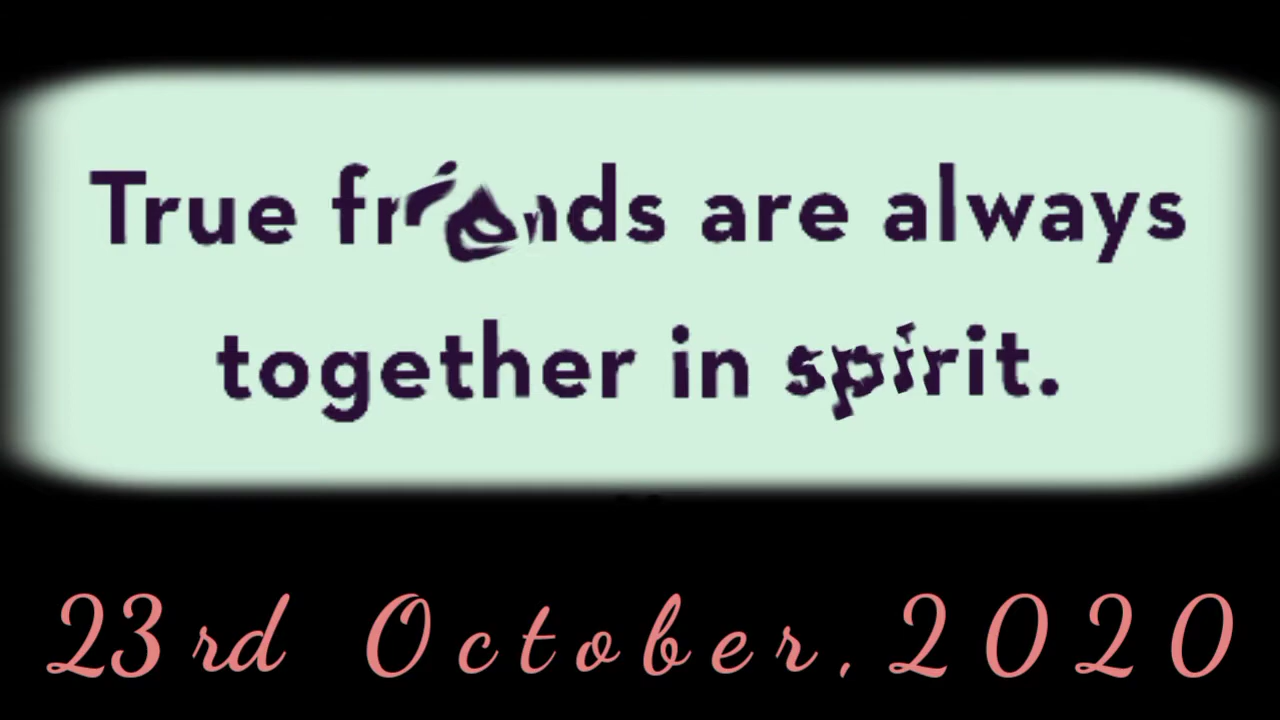 True friends are always
together in spirit.
23rd October, 2020